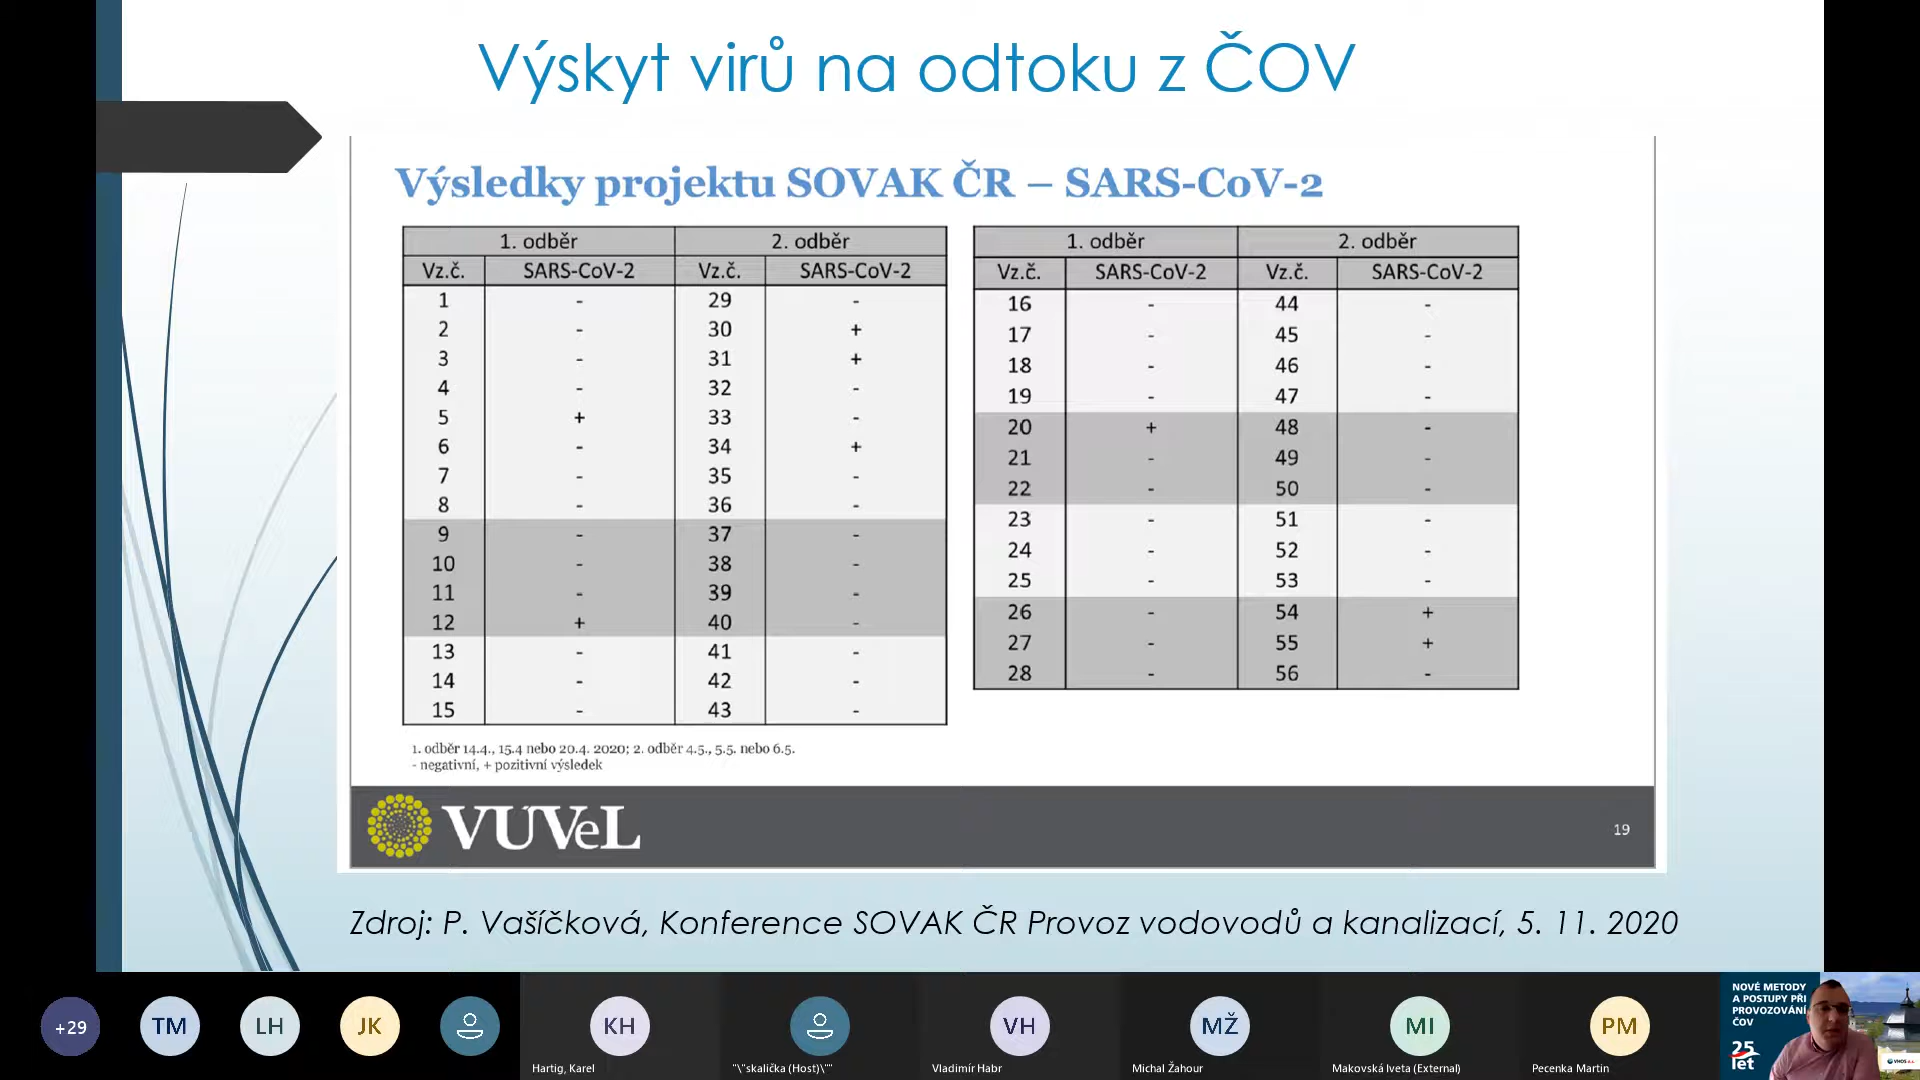 Výskyt virů na odtoku z ČOV
Výsledky projektu SOVAK ČR – SARS-CoV-2
1. odběr 2. odběr
Vz.č. SARS-CoV-2 Vz.č. SARS-CoV-2
1 - 29 -
2 - 30 +
3 - 31 +
4 - 32 -
5 + 33 -
6 - 34 +
7 - 35 -
8 - 36 -
9 - 37 -
10 - 38 -
11 - 39 -
12 + 40 -
13 - 41 -
14 - 42 -
15 - 43 -
1. odběr 2. odběr
Vz.č. SARS-CoV-2 Vz.č. SARS-CoV-2
16 - 44 -
17 - 45 -
18 - 46 -
19 - 47 -
20 + 48 -
21 - 49 -
22 - 50 -
23 - 51 -
24 - 52 -
25 - 53 -
26 - 54 +
27 - 55 +
28 - 56 -
1. odběr 14.4., 15.4 nebo 20.4. 2020; 2. odběr 4.5., 5.5. nebo 6.5.
- negativní, + pozitivní výsledek
VÚVeL
19
Zdroj: P. Vašíčková, Konference SOVAK ČR Provoz vodovodů a kanalizací, 5. 11. 2020
+29 TM LH JK KH VH MŽ MI PM
Hartig, Karel "\"skalička (Host)\"" Vladimír Habr Michal Žahour Makovská Iveta (External) Pecenka Martin
NOVÉ METODY
A POSTUPY PŘI
PROVOZOVÁNÍ
ČOV
25
let